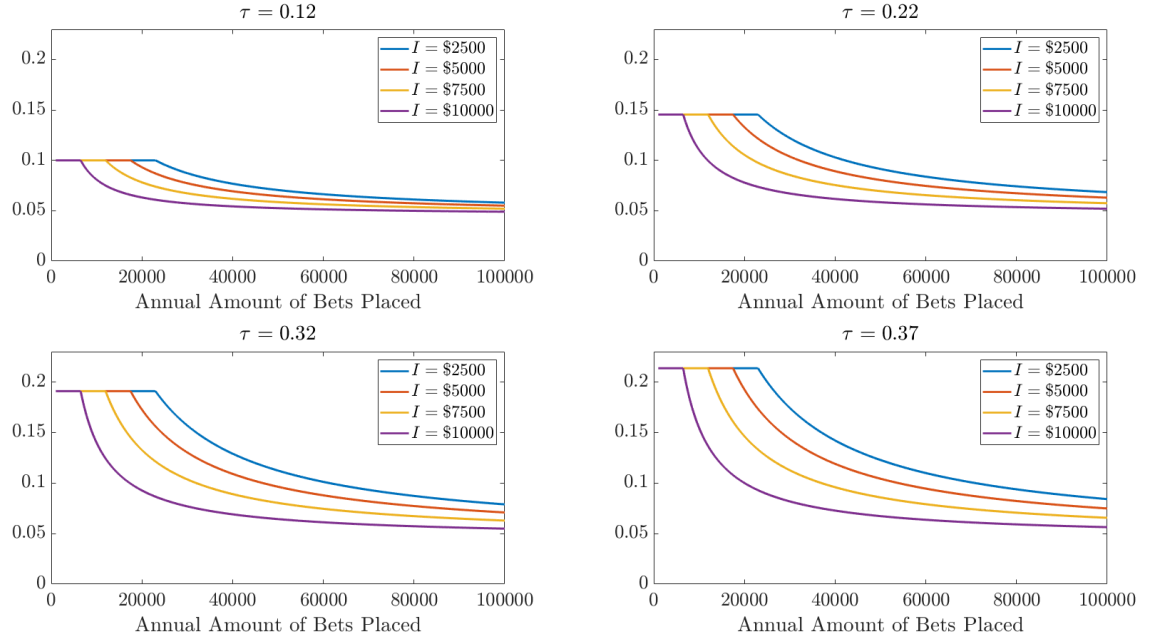 τ = 0.12
0.2
0.15
0.1
0.05
0
I = $2500
I = $5000
I = $7500
I = $10000
0 20000 40000 60000 80000 100000
Annual Amount of Bets Placed
τ = 0.22
0.2
0.15
0.1
0.05
0
I = $2500
I = $5000
I = $7500
I = $10000
0 20000 40000 60000 80000 100000
Annual Amount of Bets Placed
τ = 0.32
0.2
0.15
0.1
0.05
0
I = $2500
I = $5000
I = $7500
I = $10000
0 20000 40000 60000 80000 100000
Annual Amount of Bets Placed
τ = 0.37
0.2
0.15
0.1
0.05
0
I = $2500
I = $5000
I = $7500
I = $10000
0 20000 40000 60000 80000 100000
Annual Amount of Bets Placed